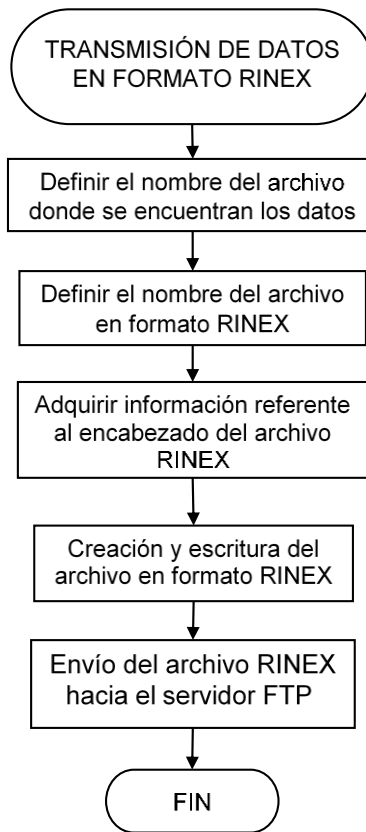 TRANSMISIÓN DE DATOS
EN FORMATO RINEX
Definir el nombre del archivo
donde se encuentran los datos
Definir el nombre del archivo
en formato RINEX
Adquirir información referente
al encabezado del archivo
RINEX
Creación y escritura del
archivo en formato RINEX
Envío del archivo RINEX
hacia el servidor FTP
FIN